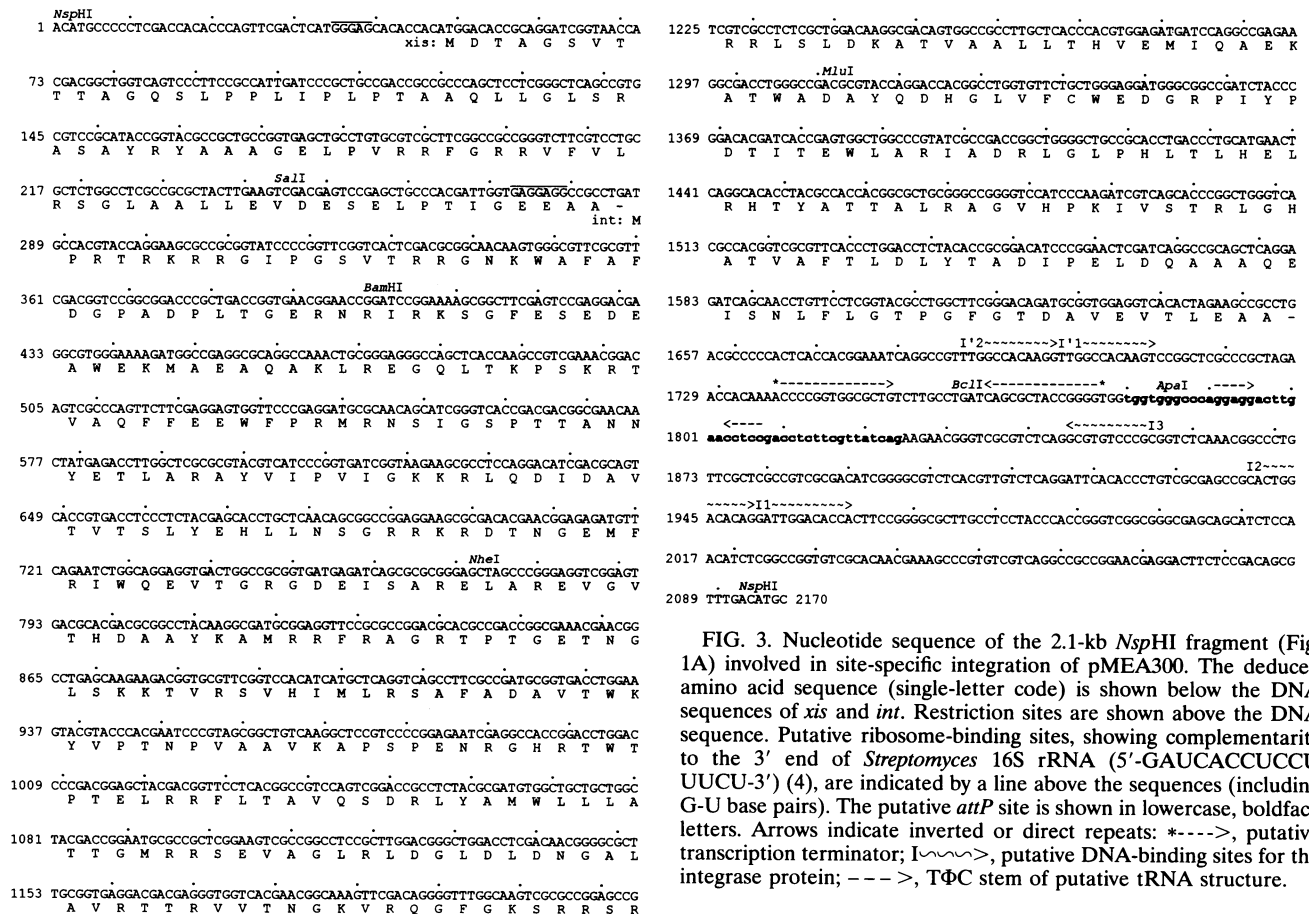 NspHI
1 ACATGCCCCCTCGACCACACCCAGTTCGACTCATGGGAGCACACCACATGGACACCGCAGGATCGGTAACCA
xis: M D T A G S V T
73 CGACGGCTGGTCAGTCCCTTCCGCCATTGATCCCGCTGCCGACCGCCGCCCAGCTCCTCGGGCTCAGCCGTG
T T A G Q S L P P L I P L P T A A Q L L G L S R
145 CGTCCGCATACCGGTACGCCGCTGCCGGTGAGCTGCCTGTGCGTCGCTTCGGCCGCCGGGTCTTCGTCCTGC
A S A Y R Y A A A G E L P V R R F G R R V F V L
SalI
217 GCTCTGGCCTCGCCGCGCTACTTGAAGTCGACGAGTCCGAGCTGCCCACGATTGGTGAGGAGGCCGCCTGAT
R S G L A A L L E V D E S E L P T I G E E A A -
int: M
289 GCCACGTACCAGGAAGCGCCGCGGTATCCCCGGTTCGGTCACTCGACGCGGCAACAAGTGGGCGTTCGCGTT
P R T R K R R G I P G S V T R R G N K W A F A F
BamHI
361 CGACGGTCCGGCGGACCCGCTGACCGGTGAACGGAACCGGATCCGGAAAAGCGGCTTCGAGTCCGAGGACGA
D G P A D P L T G E R N R I R K S G F E S E D E
433 GGCGTGGGAAAAGATGGCCGAGGCGCAGGCCAAACTGCGGGAGGGCCAGCTCACCAAGCCGTCGAAACGGAC
A W E K M A E A Q A K L R E G Q L T K P S K R T
505 AGTCGCCCAGTTCTTCGAGGAGTGGTTCCCGAGGATGCGCAACAGCATCGGGTCACCGACGACGGCGAACAA
V A Q F F E E W F P R M R N S I G S P T T A N N
577 CTATGAGACCTTGGCTCGCGCGTACGTCATCCCGGTGATCGGTAAGAAGCGCCTCCAGGACATCGACGCAGT
Y E T L A R A Y V I P V I G K K R L Q D I D A V
649 CACCGTGACCTCCCTCTACGAGCACCTGCTCAACAGCGGCCGGAGGAAGCGCGACACGAACGGAGAGATGTT
T V T S L Y E H L L N S G R R K R D T N G E M F
NheI
721 CAGAATCTGGCAGGAGGTGACTGGCCGCGGTGATGAGATCAGCGCGCGGGAGCTAGCCCGGGAGGTCGGAGT
R I W Q E V T G R G D E I S A R E L A R E V G V
793 GACGCACGACGCGGCCTACAAGGCGATGCGGAGGTTCCGCGCCGGACGCACGCCGACCGGCGAAACGAACGG
T H D A A Y K A M R R F R A G R T P T G E T N G
865 CCTGAGCAAGAAGACGGTGCGTTCGGTCCACATCATGCTCAGGTCAGCCTTCGCCGATGCGGTGACCTGGAA
L S K K T V R S V H I M L R S A F A D A V T W K
937 GTACGTACCCACGAATCCCGTAGCGGCTGTCAAGGCTCCGTCCCCGGAGAATCGAGGCCACCGGACCTGGAC
Y V P T N P V A A V K A P S P E N R G H R T W T
1009 CCCGACGGAGCTACGACGGTTCCTCACGGCCGTCCAGTCGGACCGCCTCTACGCGATGTGGCTGCTGCTGGC
P T E L R R F L T A V Q S D R L Y A M W L L L A
1081 TACGACCGGAATGCGCCGCTCGGAAGTCGCCGGCCTCCGCTTGGACGGGCTGGACCTCGACAACGGGGCGCT
T T G M R R S E V A G L R L D G L D L D N G A L
1153 TGCGGTGAGGACGACGAGGGTGGTCACGAACGGCAAAGTTCGACAGGGGTTTGGCAAGTCGCGCCGGAGCCG
A V R T T R V V T N G K V R Q G F G K S R R S R
1225 TCGTCGCCTCTCGCTGGACAAGGCGACAGTGGCCGCCTTGCTCACCCACGTGGAGATGATCCAGGCCGAGAA
R R L S L D K A T V A A L L T H V E M I Q A E K
MluI
1297 GGCGACCTGGGCCGACGCGTACCAGGACCACGGCCTGGTGTTCTGCTGGGAGGATGGGCGGCCGATCTACCC
A T W A D A Y Q D H G L V F C W E D G R P I Y P
1369 GGACACGATCACCGAGTGGCTGGCCCGTATCGCCGACCGGCTGGGGCTGCCGCACCTGACCCTGCATGAACT
D T I T E W L A R I A D R L G L P H L T L H E L
1441 CAGGCACACCTACGCCACCACGGCGCTGCGGGCCGGGGTCCATCCCAAGATCGTCAGCACCCGGCTGGGTCA
R H T Y A T T A L R A G V H P K I V S T R L G H
1513 CGCCACGGTCGCGTTCACCCTGGACCTCTACACCGCGGACATCCCGGAACTCGATCAGGCCGCAGCTCAGGA
A T V A F T L D L Y T A D I P E L D Q A A A Q E
1583 GATCAGCAACCTGTTCCTCGGTACGCCTGGCTTCGGGACAGATGCGGTGGAGGTCACACTAGAAGCCGCCTG
I S N L F L G T P G F G T D A V E V T L E A A -
I'2~~~~~~~~>I'1~~~~~~~~>
1657 ACGCCCCCACTCACCACGGAAATCAGGCCGTTTGGCCACAAGGTTGGCCACAAGTCCGGCTCGCCCGCTAGA
*------------> BclI<-------------* ApaI .---->
1729 ACCACAAAACCCCGGTGGCGCTGTCTTGCCTGATCAGCGCTACCGGGGTGGtggtgggcccaggaggacttg
<---- <~~~~~~~~I3
1801 aacctccgacctcttcgttatcagAAGAACGGGTCGCGTCTCAGGCGTGTCCCGCGGTCTCAAACGGCCCTG
I2~~~~
1873 TTCGCTCGCCGTCGCGACATCGGGGCGTCTCACGTTGTCTCAGGATTCACACCCTGTCGCGAGCCGCACTGG
~~~~~>I1~~~~~~~~~>
1945 ACACAGGATTGGACACCACTTCCGGGGCGCTTGCCTCCTACCCACCGGGTCGGCGGGCGAGCAGCATCTCCA
2017 ACATCTCGGCCGGTGTCGCACAACGAAAGCCCGTGTCGTCAGGCCGCCGGAACGAGGACTTCTCCGACAGCG
NspHI
2089 TTTGACATGC 2170
FIG. 3. Nucleotide sequence of the 2.1-kb NspHI fragment (Fig
1A) involved in site-specific integration of pMEA300. The deduce
amino acid sequence (single-letter code) is shown below the DNA
sequences of xis and int. Restriction sites are shown above the DNA
sequence. Putative ribosome-binding sites, showing complementarit
to the 3' end of Streptomyces 16S rRNA (5'-GAUCACCUCCU
UUCU-3') (4), are indicated by a line above the sequences (includin
G-U base pairs). The putative attP site is shown in lowercase, boldfac
letters. Arrows indicate inverted or direct repeats: *---->, putativ
transcription terminator; I~~~>, putative DNA-binding sites for th
integrase protein; --->, TΦC stem of putative tRNA structure.